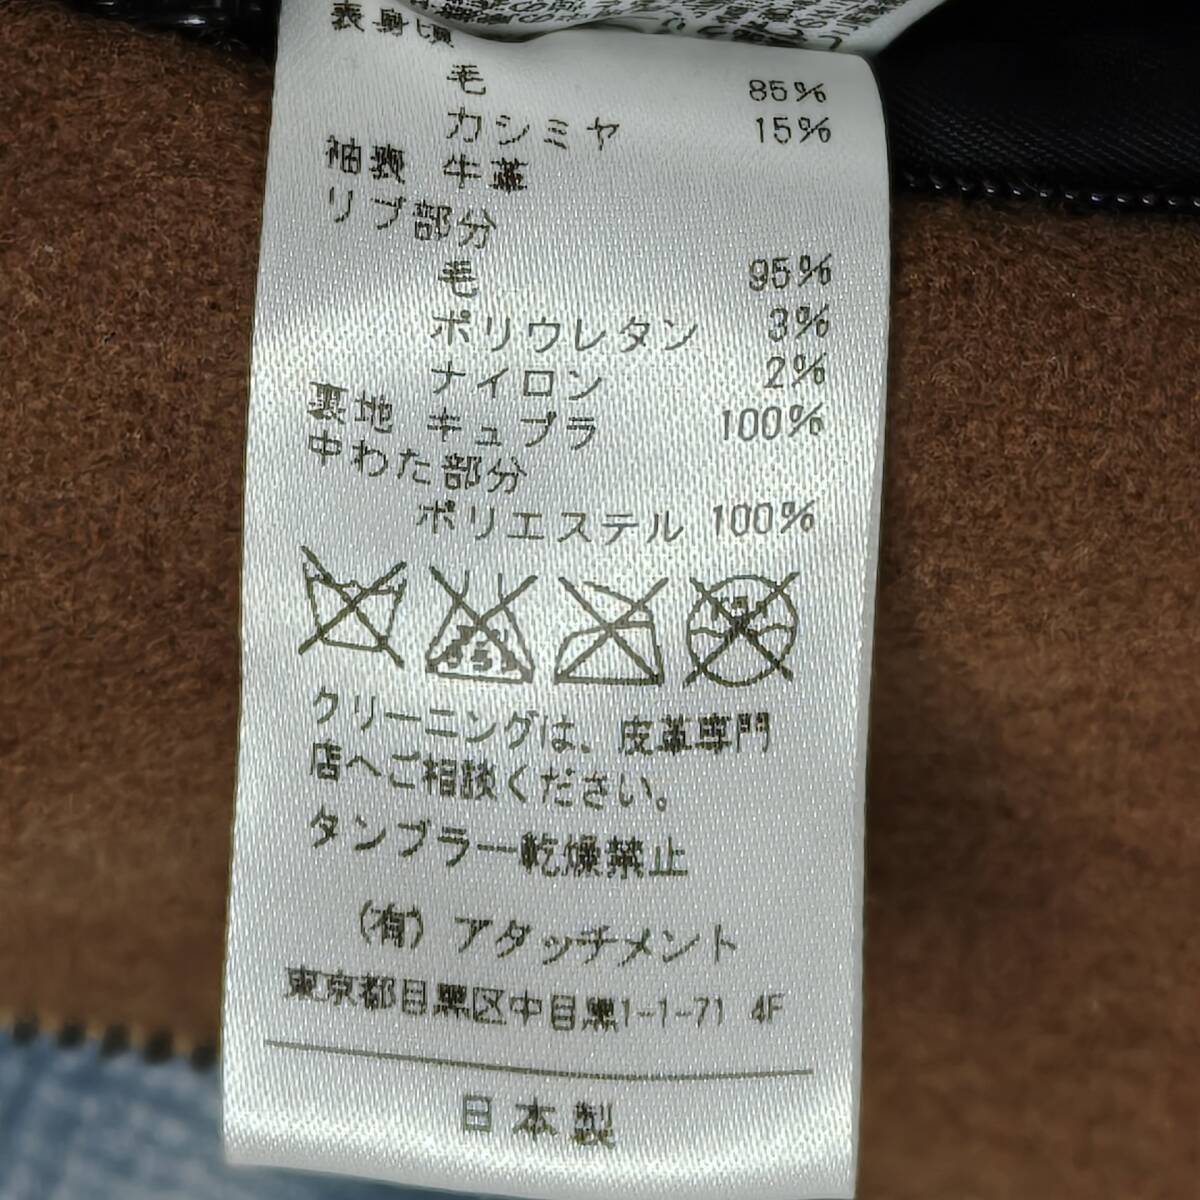 表身頃
毛 85%
カシミヤ 15%
袖表 牛革
リブ部分
毛 95%
ポリウレタン 3%
ナイロン 2%
裏地 キュプラ 100%
中わた部分
ポリエステル 100%
クリーニングは、皮革専門
店へご相談ください。
タンブラー乾燥禁止
(有) アタッチメント
東京都目黒区中目黒1-1-71 4F
日本製